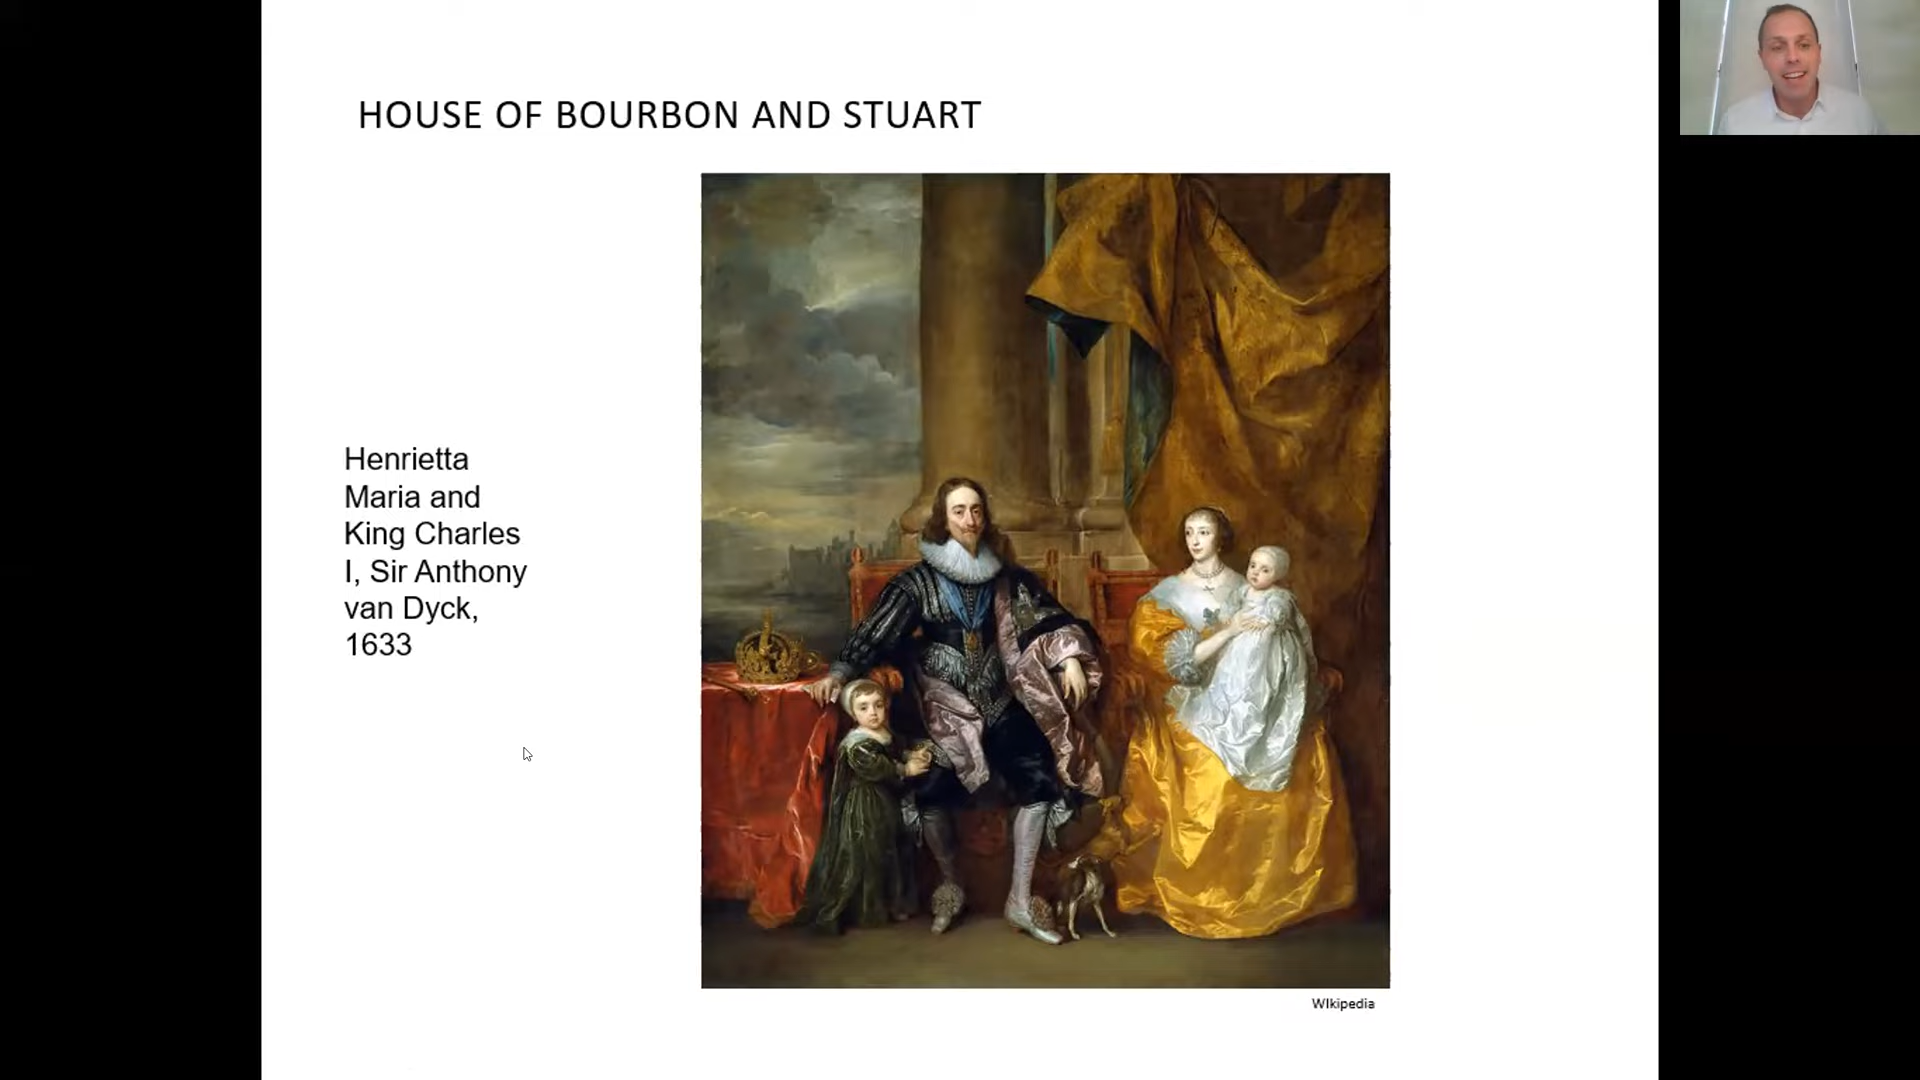 HOUSE OF BOURBON AND STUART
Henrietta
Maria and
King Charles
I, Sir Anthony
van Dyck,
1633
WIkipedia